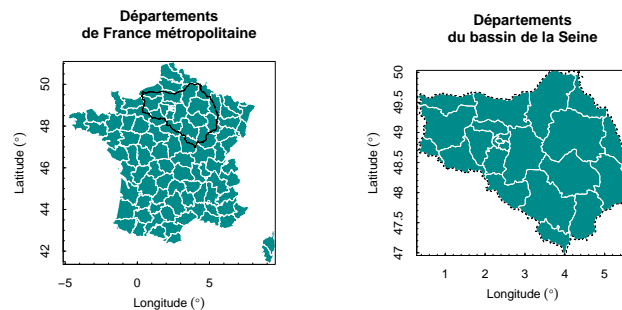 Départements
de France métropolitaine
50
48
46
44
42
Latitude (°)
−5
0
5
Longitude (°)
Départements
du bassin de la Seine
50
49.5
49
48.5
48
47.5
47
Latitude (°)
1
2
3
4
5
Longitude (°)